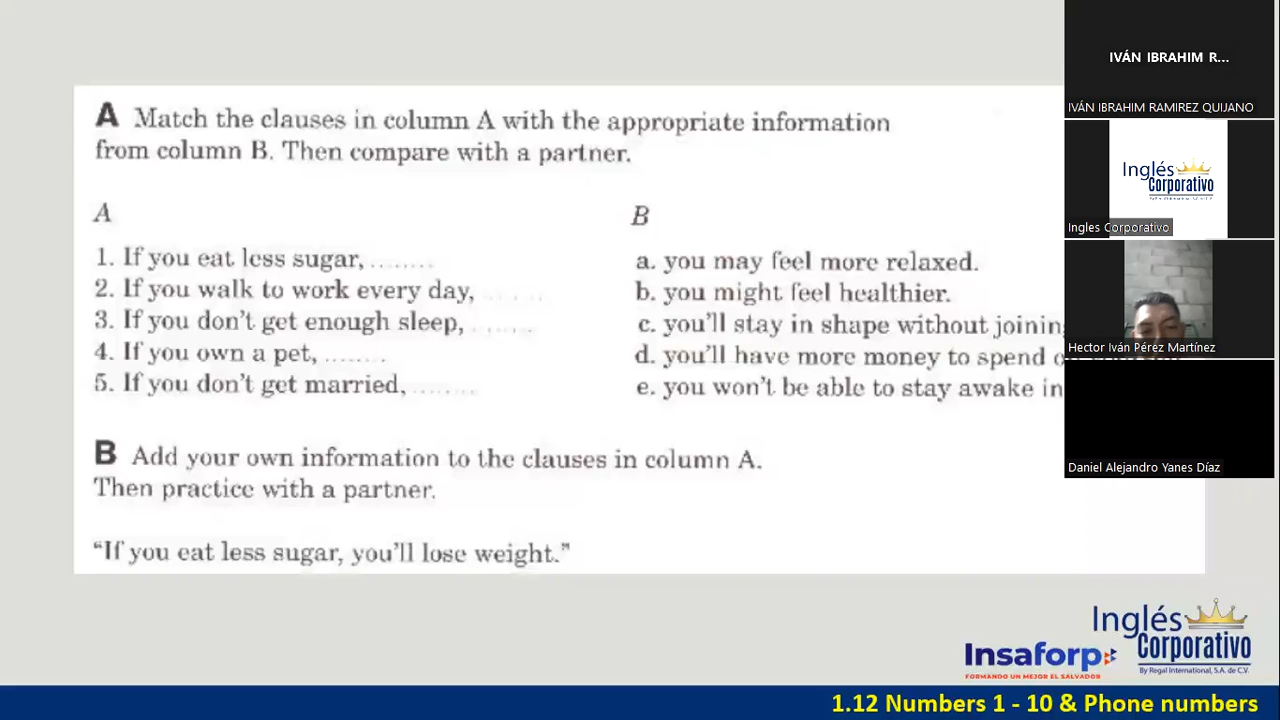 A Match the clauses in column A with the appropriate information
from column B. Then compare with a partner.
A
B
1. If you eat less sugar, ........
a. you may feel more relaxed.
2. If you walk to work every day, ........
b. you might feel healthier.
3. If you don't get enough sleep, ........
c. you'll stay in shape without joining
4. If you own a pet, ........
d. you'll have more money to spend
5. If you don't get married, ........
e. you won't be able to stay awake in
B Add your own information to the clauses in column A.
Then practice with a partner.
"If you eat less sugar, you'll lose weight."
IVÁN IBRAHIM R...
IVÁN IBRAHIM RAMIREZ QUIJANO
Inglés
Corporativo
Ingles Corporativo
Hector Iván Pérez Martínez
Daniel Alejandro Yanes Díaz
Insaforp
FORMANDO UN MEJOR EL SALVADOR
Inglés
Corporativo
By Regal International, S.A. de C.V.
1.12 Numbers 1 - 10 & Phone numbers